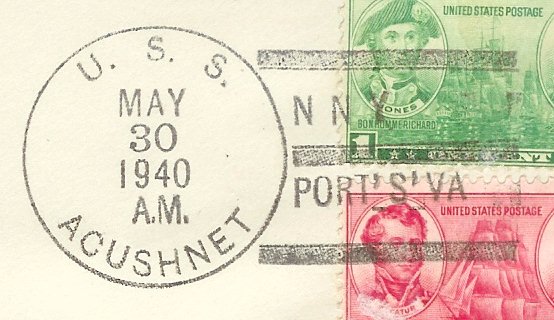 U. S. S.
MAY
30
1940
A.M.
ACUSHNET
PORT'S'VA
UNITED STATES POSTAGE
JONES
BONHOMME RICHARD
1
UNITED STATES POSTAGE